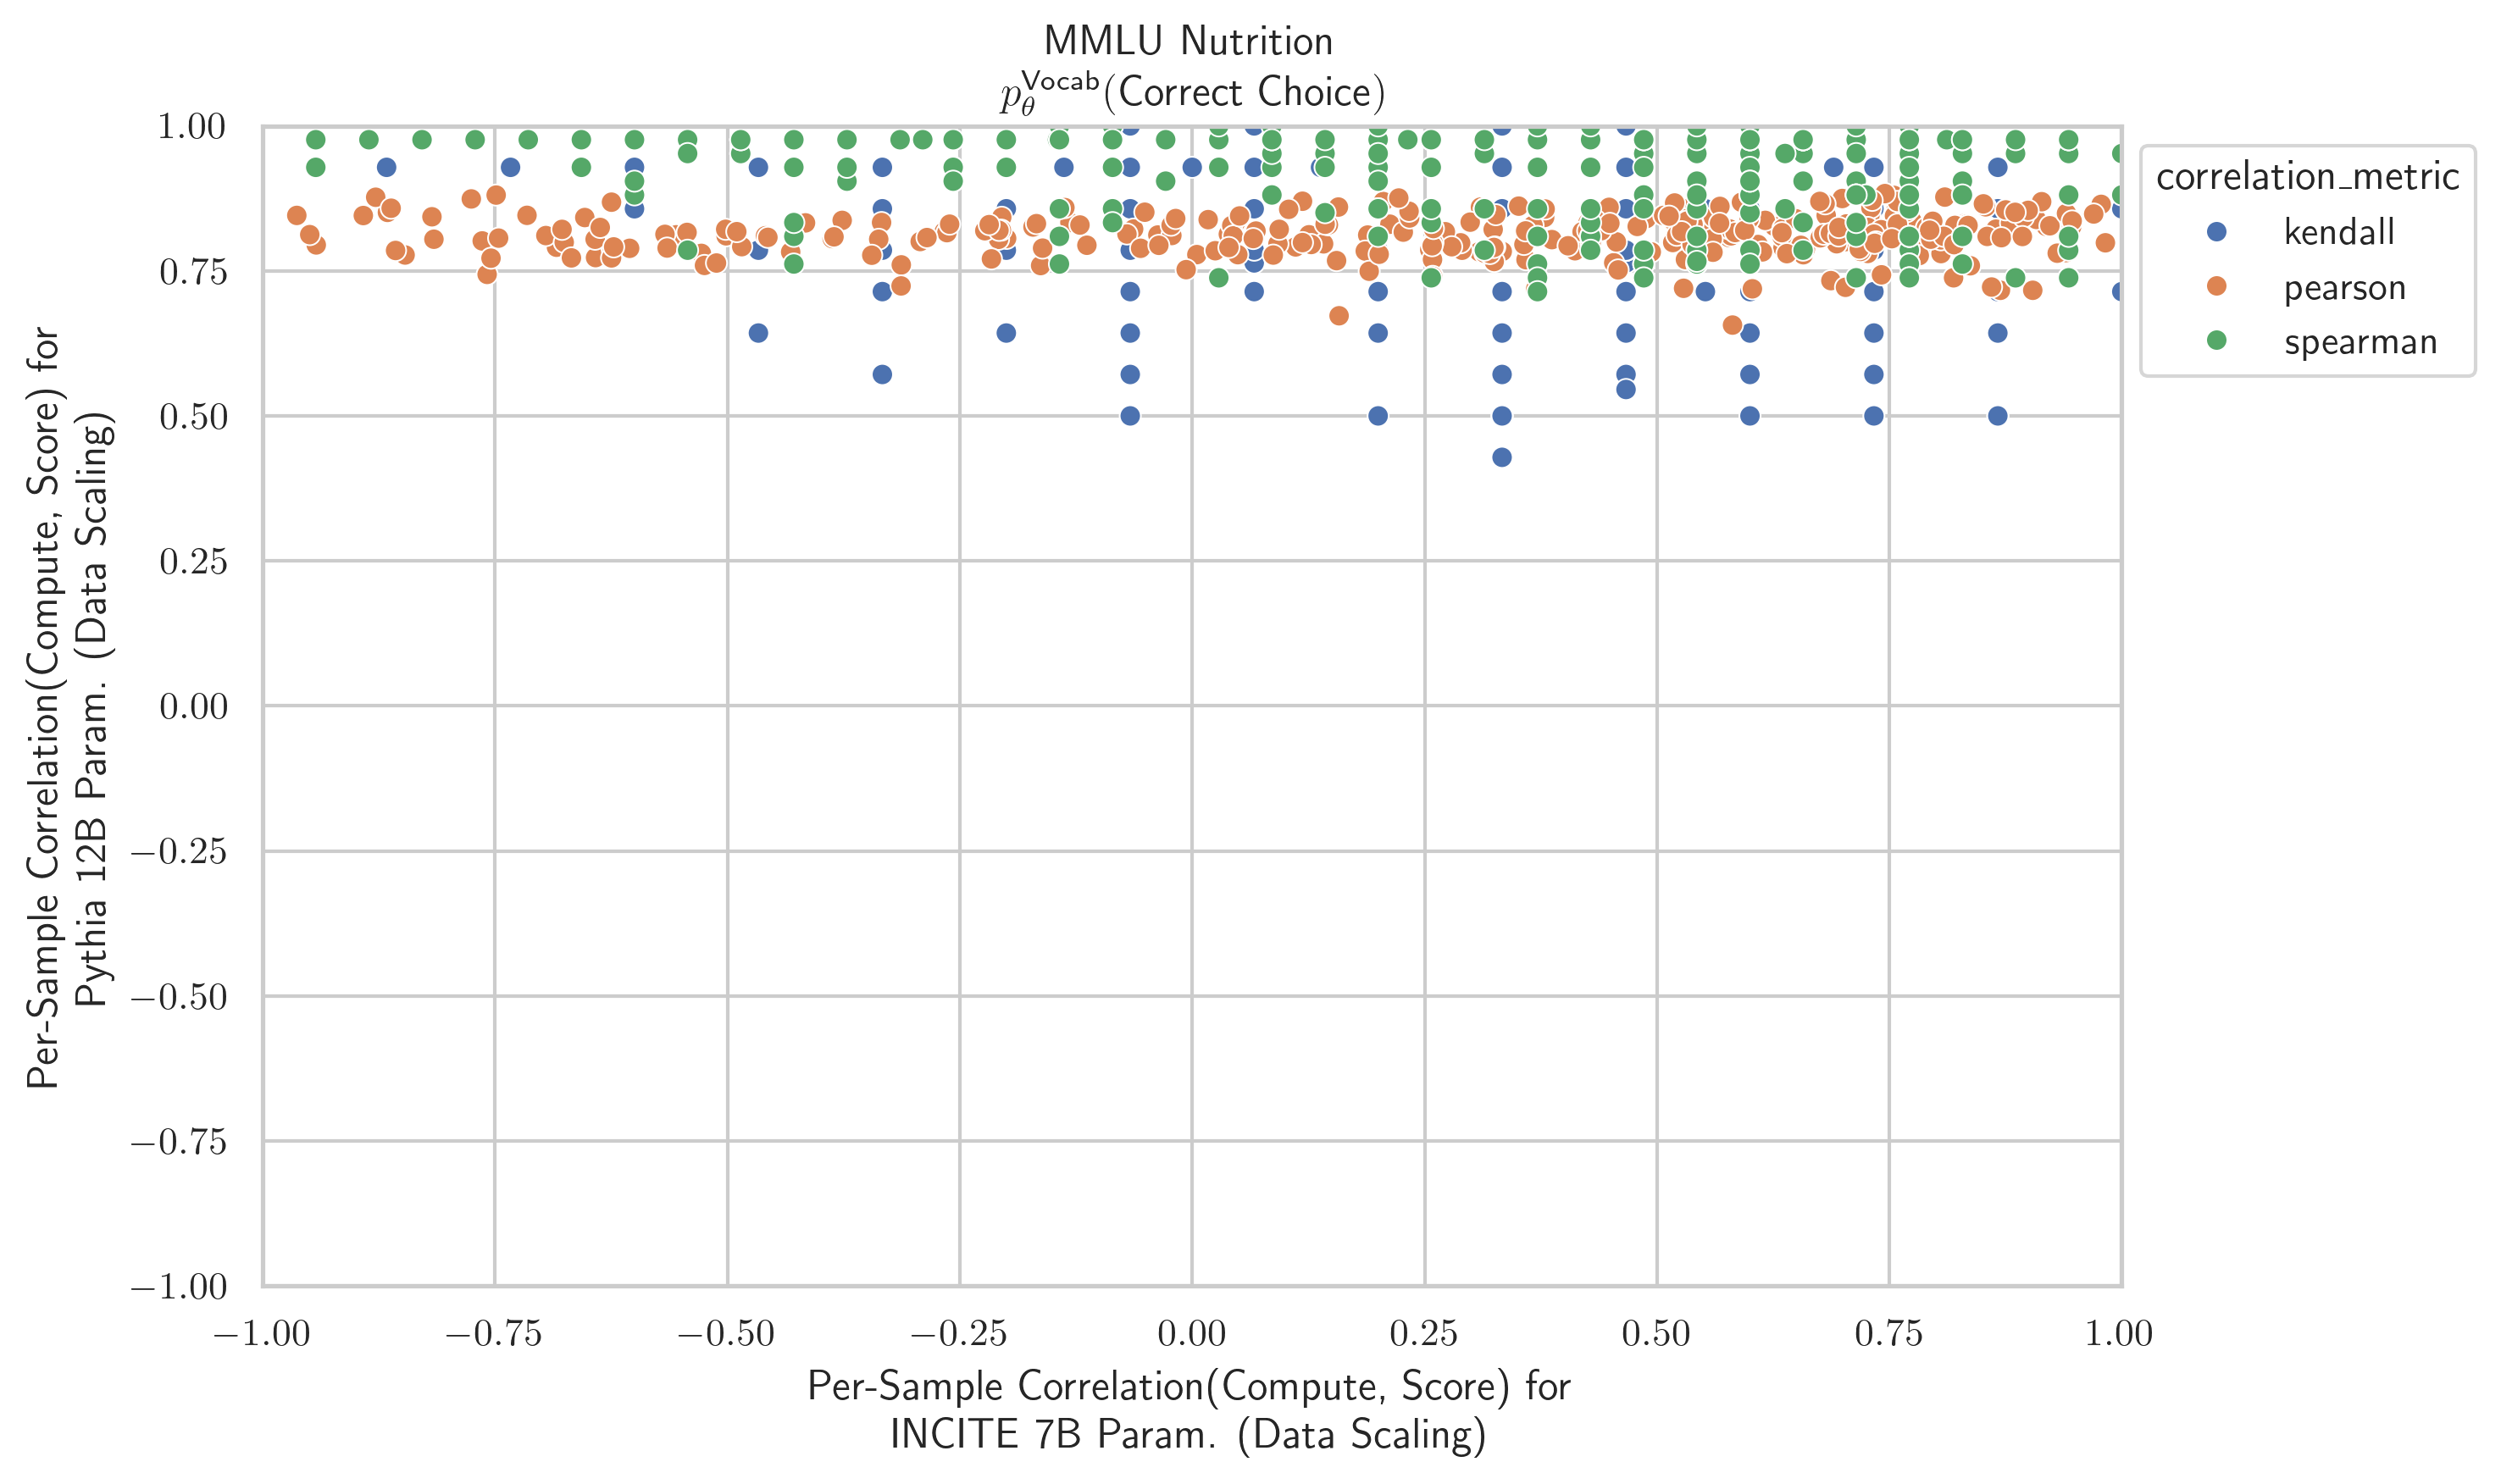 MMLU Nutrition
p_θ^Vocab(Correct Choice)
1.00
0.75
0.50
0.25
0.00
−0.25
−0.50
−0.75
−1.00
Per-Sample Correlation(Compute, Score) for
Pythia 12B Param. (Data Scaling)
correlation_metric
kendall
pearson
spearman
−1.00 −0.75 −0.50 −0.25 0.00 0.25 0.50 0.75 1.00
Per-Sample Correlation(Compute, Score) for
INCITE 7B Param. (Data Scaling)